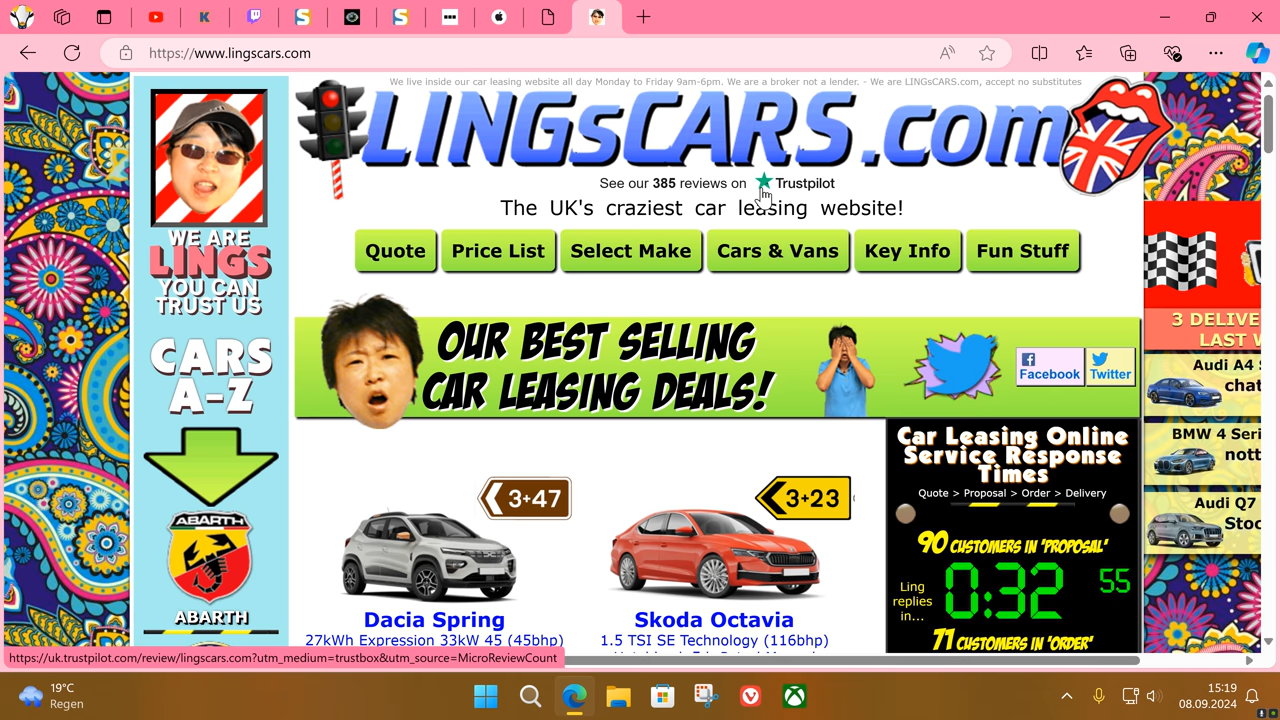 https://www.lingscars.com
We live inside our car leasing website all day Monday to Friday 9am-6pm. We are a broker not a lender. - We are LINGsCARS.com, accept no substitutes
LINGsCARS.com
See our 385 reviews on Trustpilot
The UK's craziest car leasing website!
Quote
Price List
Select Make
Cars & Vans
Key Info
Fun Stuff
WE ARE
LINGS
YOU CAN
TRUST US
CARS
A-Z
ABARTH
ABARTH
OUR BEST SELLING
CAR LEASING DEALS!
Facebook
Twitter
3+47
Dacia Spring
27kWh Expression 33kW 45 (45bhp)
3+23
Skoda Octavia
1.5 TSI SE Technology (116bhp)
Car Leasing Online
Service Response
Times
Quote > Proposal > Order > Delivery
90 CUSTOMERS IN 'PROPOSAL'
Ling
replies
in...
0:32
55
71 CUSTOMERS IN 'ORDER'
3 DELIVE
LAST W
Audi A4 S
chat
BMW 4 Seri
nott
Audi Q7
Stoc
https://uk.trustpilot.com/review/lingscars.com?utm_medium=trustbox&utm_source=MicroReviewCount
19°C
Regen
15:19
08.09.2024